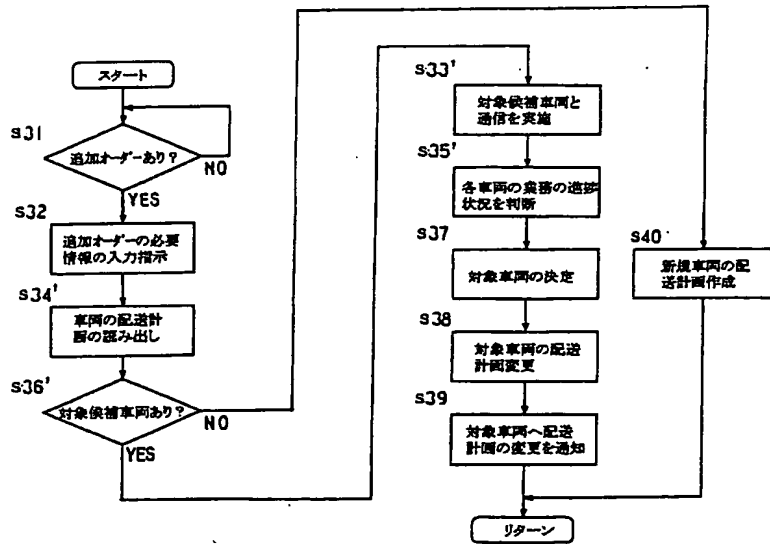 スタート
S31
追加オーダーあり?
NO
YES
S32
追加オーダーの必要
情報の入力指示
S34'
車両の配送計
画の読み出し
S36'
対象候補車両あり?
NO
YES
S33'
対象候補車両と
通信を実施
S35'
各車両の業務の進捗
状況を判断
S37
対象車両の決定
S38
対象車両の配送
計画変更
S39
対象車両へ配送
計画の変更を通知
S40
新規車両の配
送計画作成
リターン